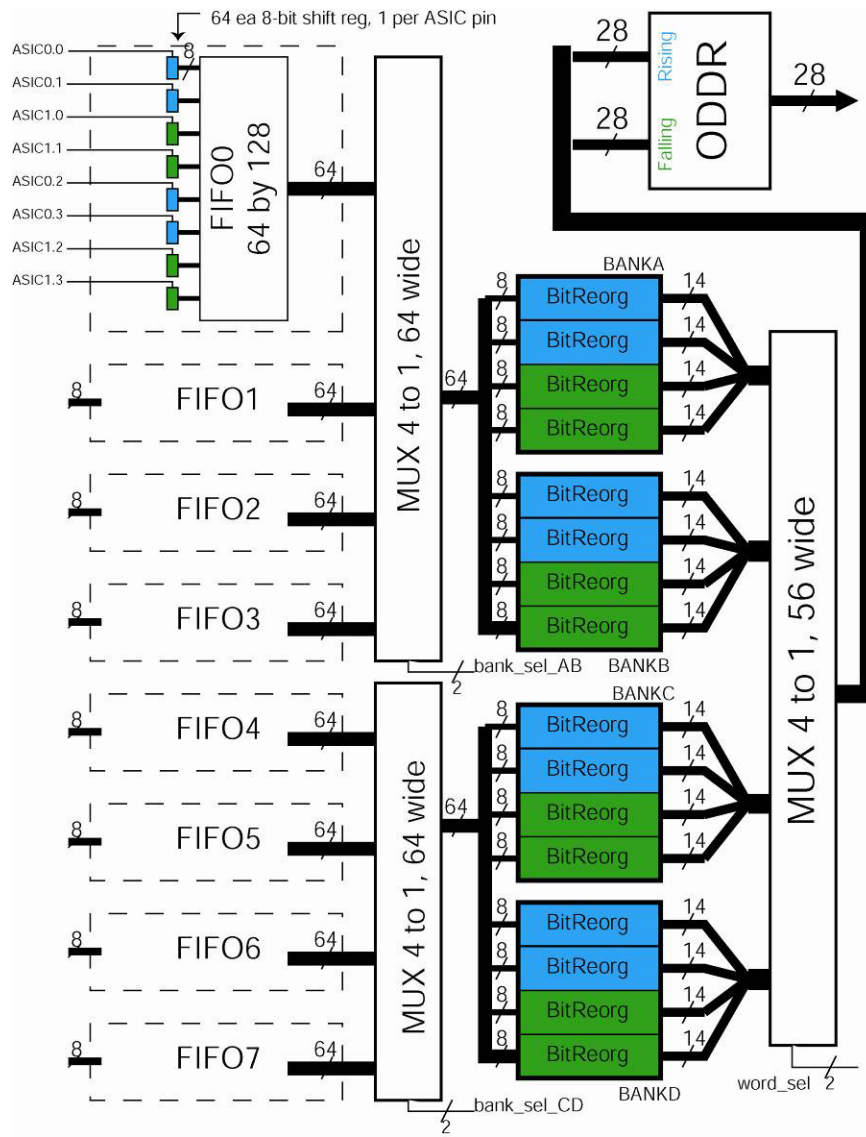 64 ea 8-bit shift reg, 1 per ASIC pin
ASIC0.0
ASIC0.1
ASIC1.0
ASIC1.1
ASIC0.2
ASIC0.3
ASIC1.2
ASIC1.3
8
FIFO0
64 by 128
64
8
FIFO1
64
8
FIFO2
64
8
FIFO3
64
8
FIFO4
64
8
FIFO5
64
8
FIFO6
64
8
FIFO7
64
MUX 4 to 1, 64 wide
bank_sel_AB
2
64
MUX 4 to 1, 64 wide
bank_sel_CD
2
64
BANKA
8
BitReorg
14
8
BitReorg
14
8
BitReorg
14
8
BitReorg
14
8
BitReorg
14
8
BitReorg
14
8
BitReorg
14
8
BitReorg
14
BANKB
BANKC
8
BitReorg
14
8
BitReorg
14
8
BitReorg
14
8
BitReorg
14
8
BitReorg
14
8
BitReorg
14
8
BitReorg
14
8
BitReorg
14
BANKD
MUX 4 to 1, 56 wide
word_sel
2
28
Rising
28
Falling
ODDR
28